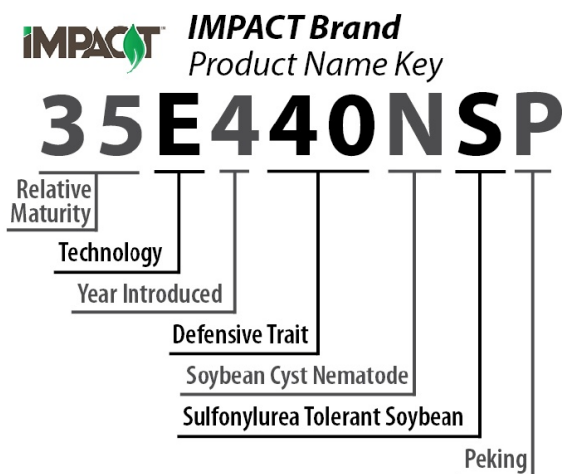 IMPACT™ IMPACT Brand
Product Name Key
35E440NSP
Relative
Maturity
Technology
Year Introduced
Defensive Trait
Soybean Cyst Nematode
Sulfonylurea Tolerant Soybean
Peking